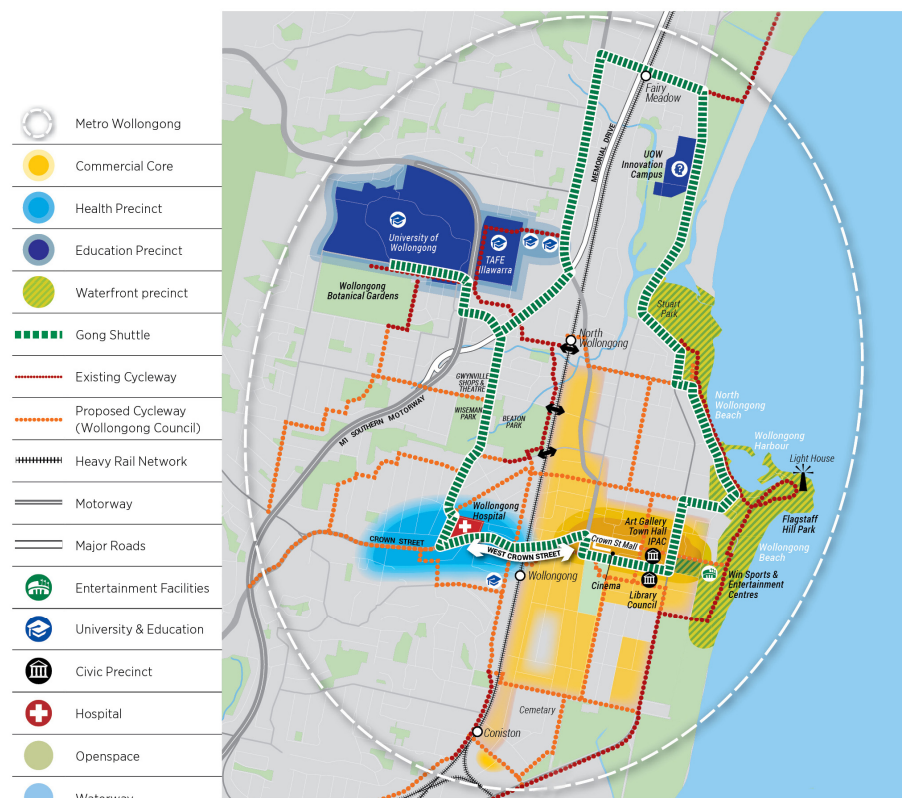 Metro Wollongong
Commercial Core
Health Precinct
Education Precinct
Waterfront precinct
Gong Shuttle
Existing Cycleway
Proposed Cycleway
(Wollongong Council)
Heavy Rail Network
Motorway
Major Roads
Entertainment Facilities
University & Education
Civic Precinct
Hospital
Openspace
Waterway
Fairy
Meadow
MEMORIAL DRIVE
UOW
Innovation
Campus
?
University of
Wollongong
TAFE
Illawarra
Wollongong
Botanical Gardens
Stuart
Park
North
Wollongong
GWYNVILLE
SHOPS &
THEATRE
WISEMAN
PARK
BEATON
PARK
M1 SOUTHERN MOTORWAY
North
Wollongong
Beach
Wollongong
Harbour
Light House
Flagstaff
Hill Park
Wollongong
Hospital
CROWN STREET
WEST CROWN STREET
Art Gallery
Town Hall
IPAC
Crown St Mall
Wollongong
Beach
Cinema
Library
Council
Win Sports &
Entertainment
Centres
Wollongong
Cemetary
Coniston